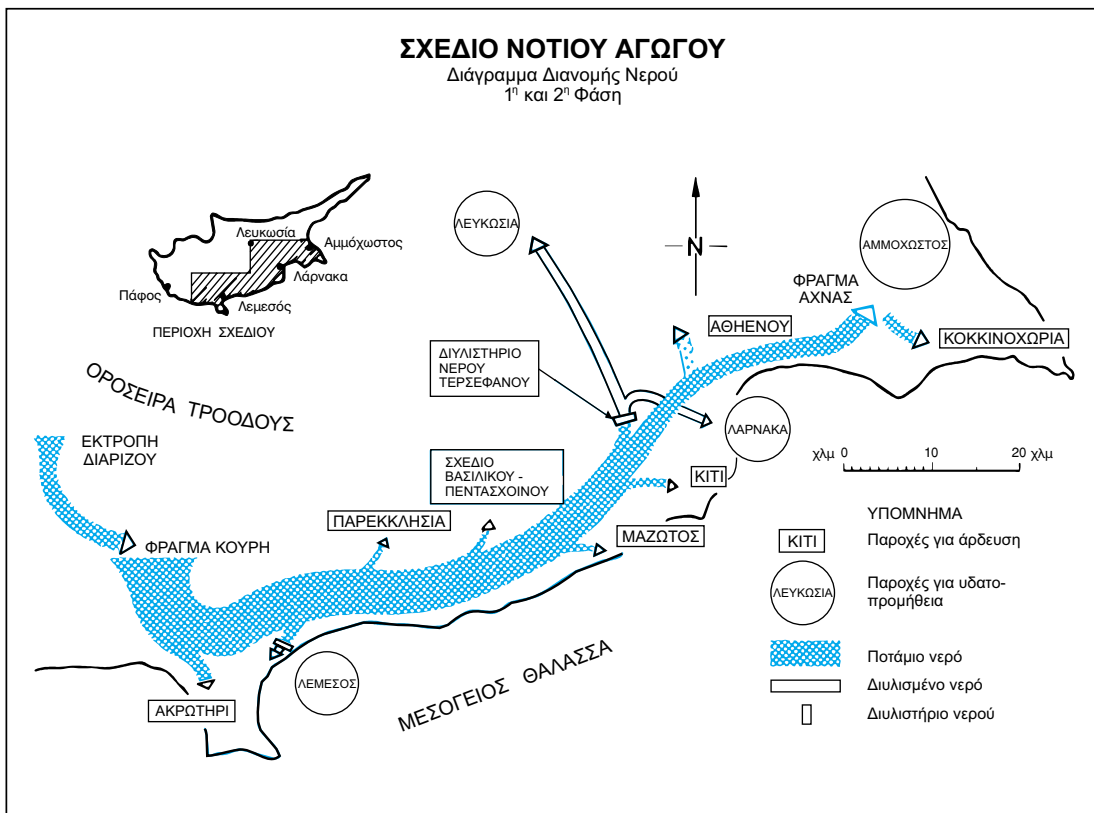 ΣΧΕΔΙΟ ΝΟΤΙΟΥ ΑΓΩΓΟΥ
Διάγραμμα Διανομής Νερού
1η και 2η Φάση
Λευκωσία
Αμμόχωστος
Λάρνακα
Πάφος
Λεμεσός
ΠΕΡΙΟΧΗ ΣΧΕΔΙΟΥ
ΛΕΥΚΩΣΙΑ
N
ΑΜΜΟΧΩΣΤΟΣ
ΦΡΑΓΜΑ
ΑΧΝΑΣ
ΑΘΗΕΝΟΥ
ΚΟΚΚΙΝΟΧΩΡΙΑ
ΔΙΥΛΙΣΤΗΡΙΟ
ΝΕΡΟΥ
ΤΕΡΣΕΦΑΝΟΥ
ΟΡΟΣΕΙΡΑ ΤΡΟΟΔΟΥΣ
ΛΑΡΝΑΚΑ
ΕΚΤΡΟΠΗ
ΔΙΑΡΙΖΟΥ
ΣΧΕΔΙΟ
ΒΑΣΙΛΙΚΟΥ -
ΠΕΝΤΑΣΧΟΙΝΟΥ
ΚΙΤΙ
χλμ 0 10 20 χλμ
ΠΑΡΕΚΚΛΗΣΙΑ
ΜΑΖΩΤΟΣ
ΦΡΑΓΜΑ ΚΟΥΡΗ
ΛΕΜΕΣΟΣ
ΑΚΡΩΤΗΡΙ
ΜΕΣΟΓΕΙΟΣ ΘΑΛΑΣΣΑ
ΥΠΟΜΝΗΜΑ
ΚΙΤΙ Παροχές για άρδευση
ΛΕΥΚΩΣΙΑ Παροχές για υδατο-
προμήθεια
Ποτάμιο νερό
Διυλισμένο νερό
Διυλιστήριο νερού